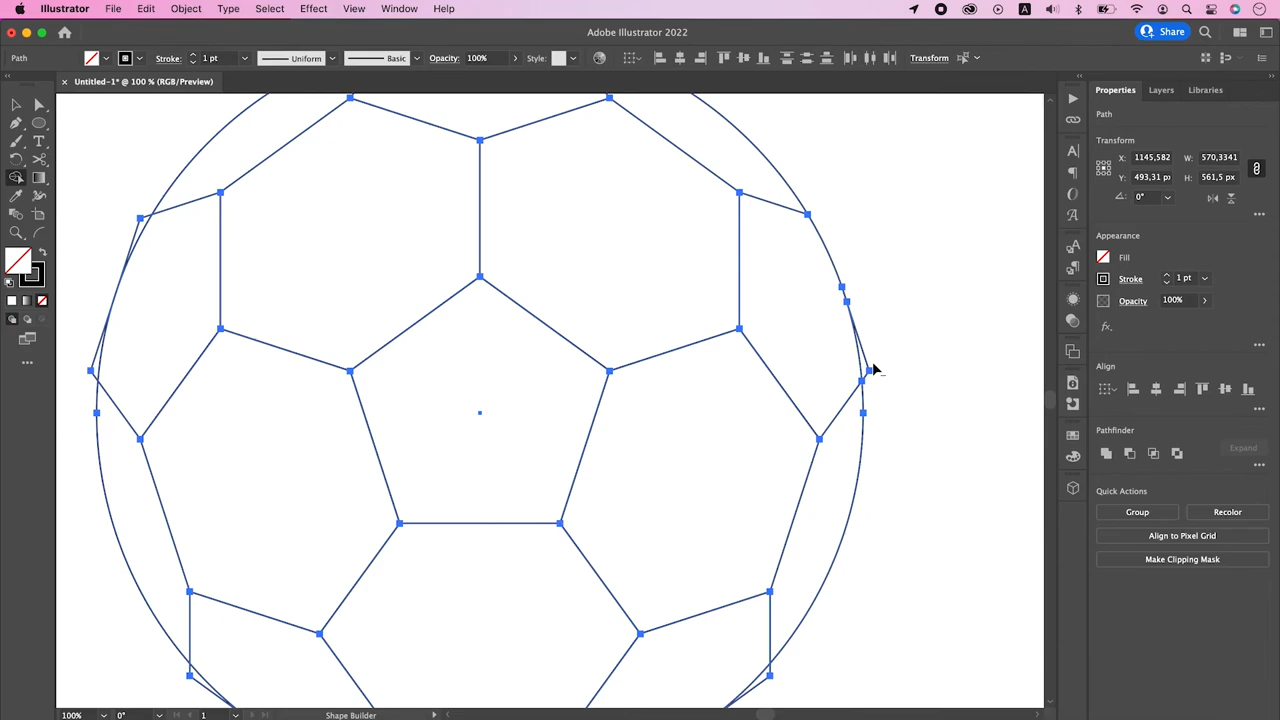 Illustrator File Edit Object Type Select Effect View Window Help
Adobe Illustrator 2022
Share
Path Stroke: 1 pt Uniform Basic Opacity: 100% Style: Transform
× Untitled-1* @ 100 % (RGB/Preview)
Properties Layers Libraries
Path
Transform
X: 1145,582 W: 570,3341
Y: 493,31 px H: 561,5 px
0°
Appearance
Fill
Stroke 1 pt
Opacity 100%
fx.
Align
Pathfinder
Expand
Quick Actions
Group Recolor
Align to Pixel Grid
Make Clipping Mask
100% 0° 1 Shape Builder